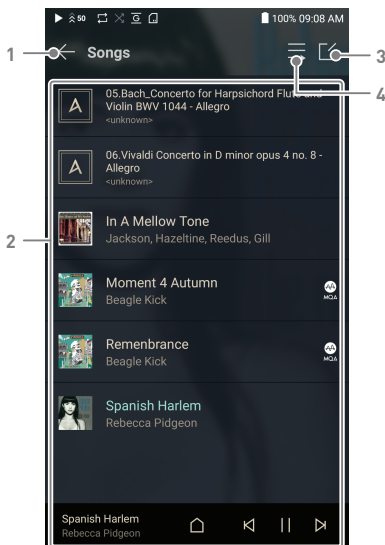 50 G 100% 09:08 AM
1 Songs 3
4
05.Bach_Concerto for Harpsichord Flute and
Violin BWV 1044 - Allegro
<unknown>
06.Vivaldi Concerto in D minor opus 4 no. 8 -
Allegro
<unknown>
2
In A Mellow Tone
Jackson, Hazeltine, Reedus, Gill
Moment 4 Autumn
Beagle Kick
MQA
Remenbrance
Beagle Kick
MQA
Spanish Harlem
Rebecca Pidgeon
Spanish Harlem
Rebecca Pidgeon